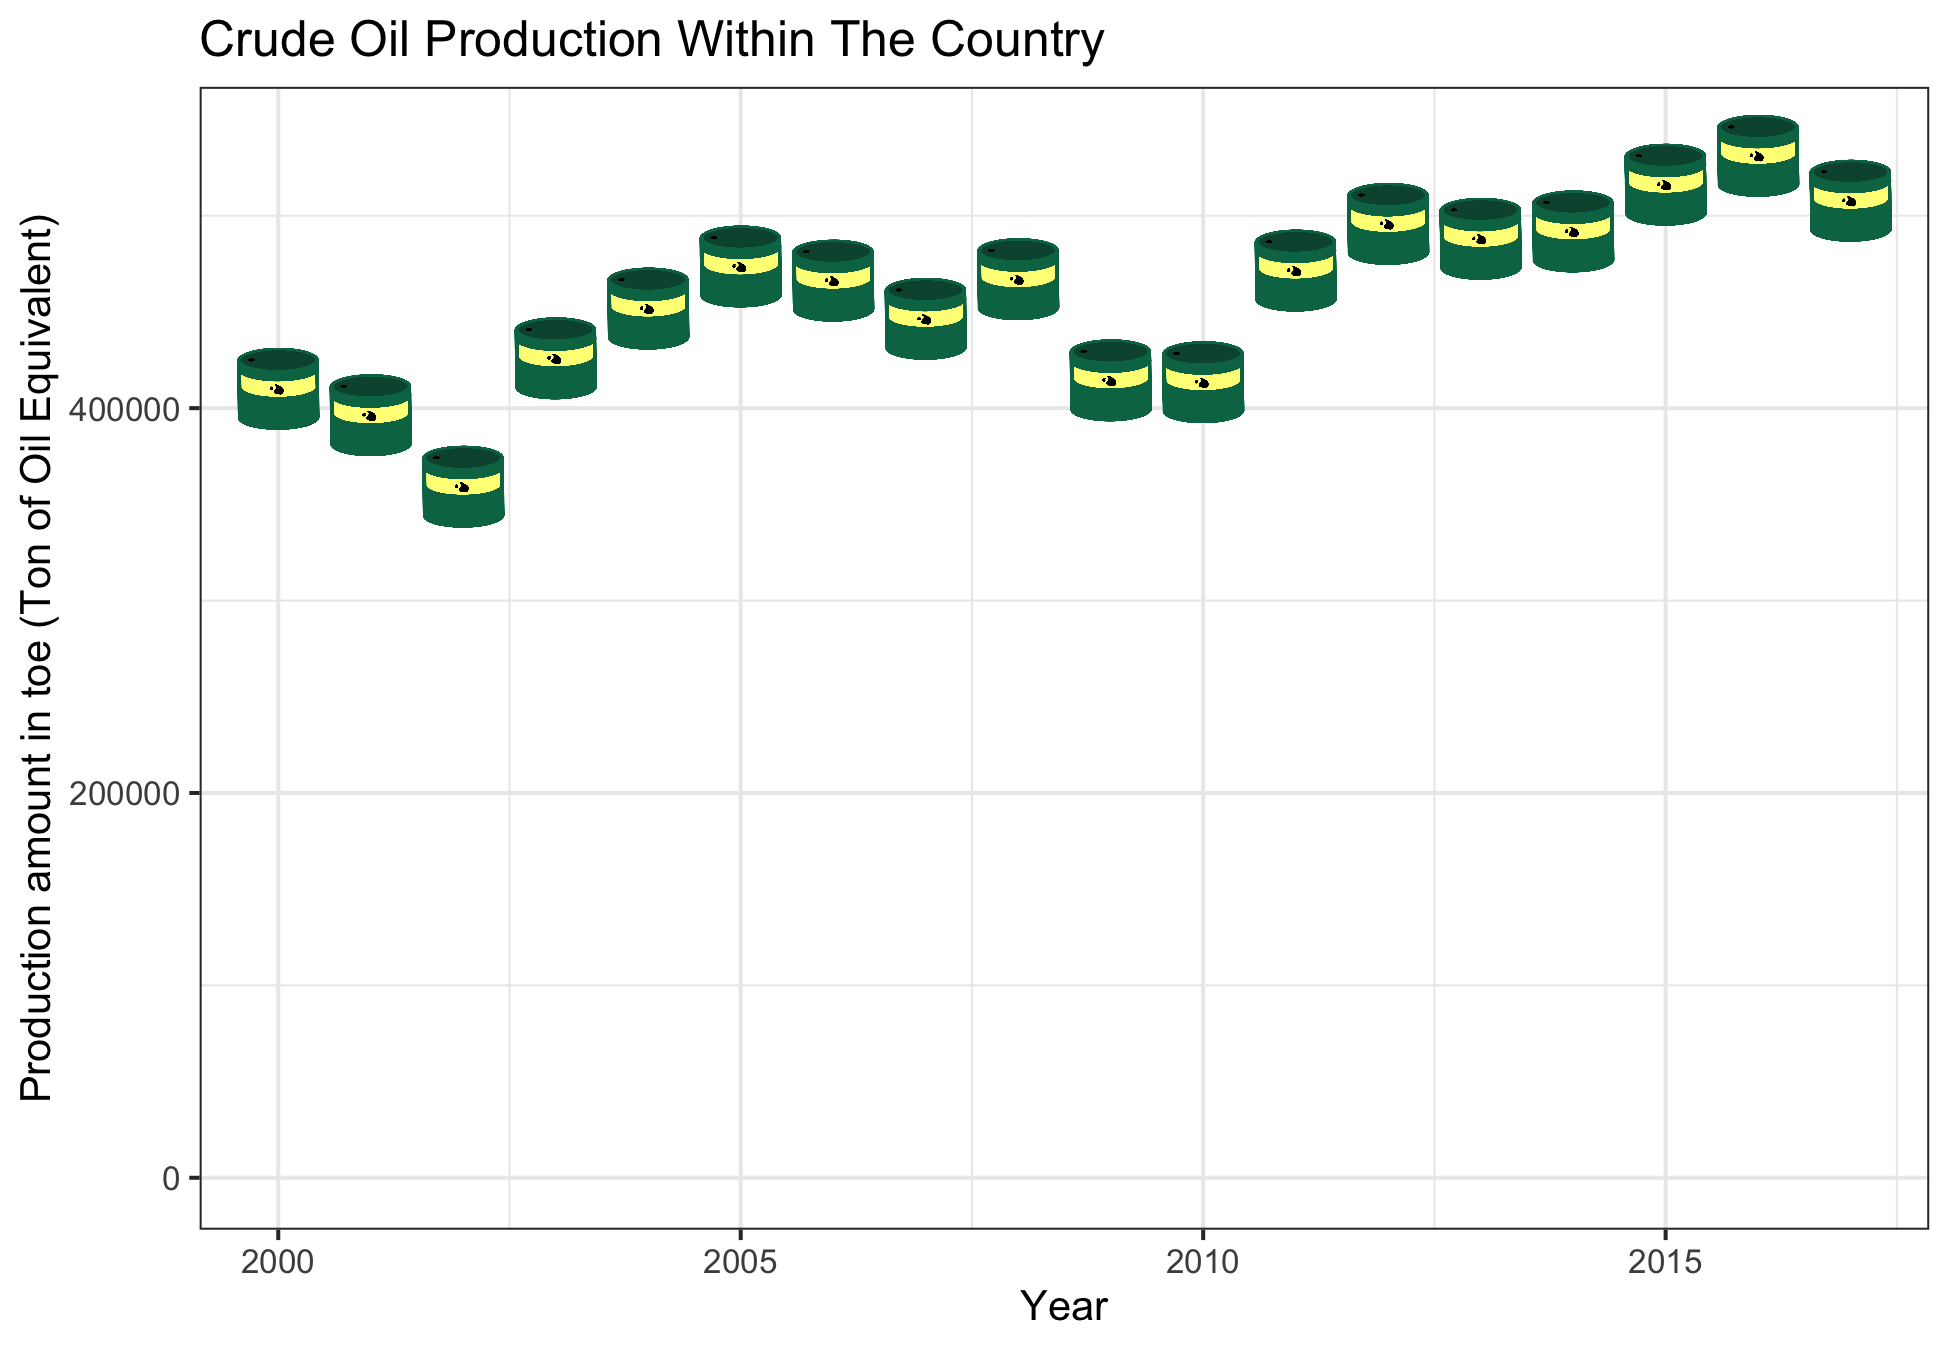 Crude Oil Production Within The Country
Production amount in toe (Ton of Oil Equivalent)
400000
200000
0
2000
2005
2010
2015
Year